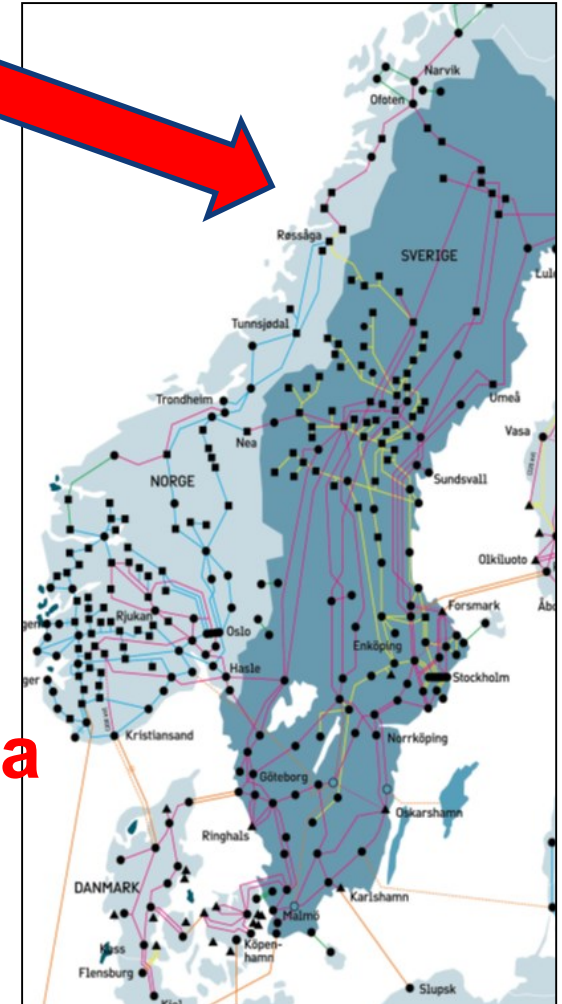 Narvik
Ofoten
Røssåga
SVERIGE
Tunnsjødal
Trondheim
Umeå
Vasa
Nea
Sundsvall
NORGE
Olkiluoto
Rjukan
Forsmark
Oslo
Enköping
Hasle
Stockholm
Kristiansand
Norrköping
a
Göteborg
Oskarshamn
Ringhals
DANMARK
Karlshamn
Malmö
Köpen-
hamn
Flensburg
Slupsk
Kiel